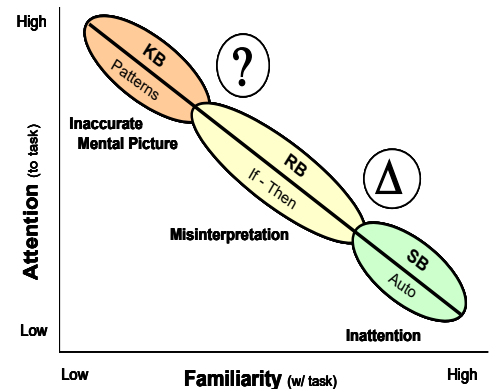 High
KB
Patterns
?
Inaccurate
Mental Picture
RB
If - Then
Δ
Misinterpretation
SB
Auto
Inattention
Attention (to task)
Low
Low
Familiarity (w/ task)
High